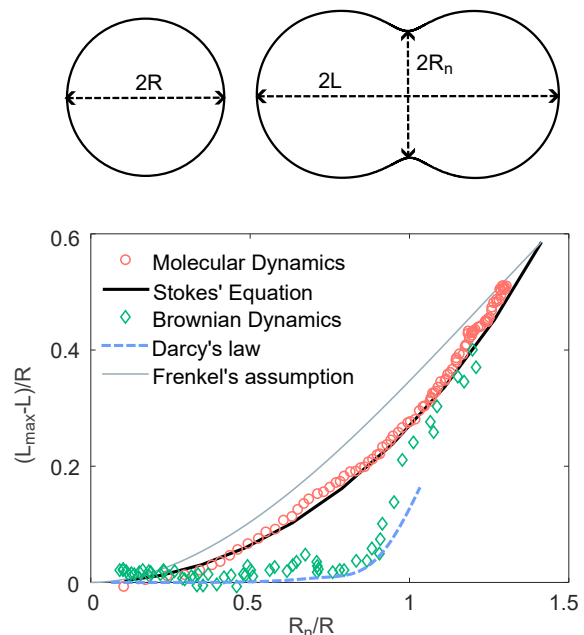 2R
2L
2Rn
0.6
Molecular Dynamics
Stokes' Equation
Brownian Dynamics
Darcy's law
Frenkel's assumption
0.4
0.2
0
(Lmax-L)/R
0
0.5
1
1.5
Rn/R